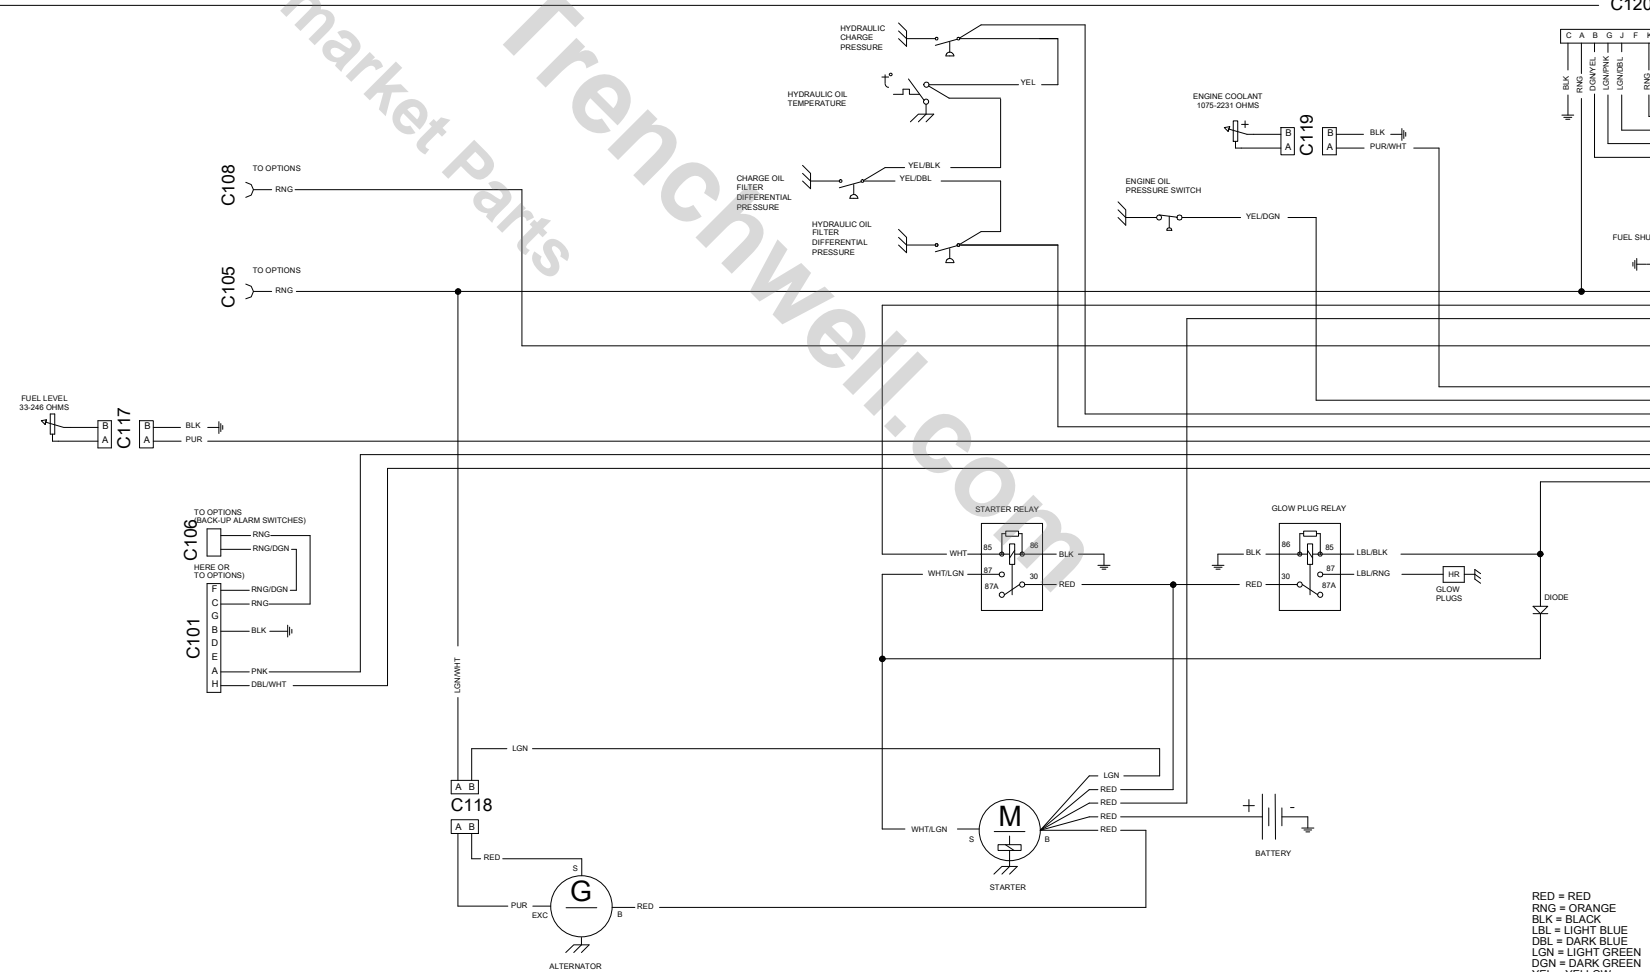 C120
HYDRAULIC
CHARGE
PRESSURE
C A B G J F K
BLK
RNG
DGN/YEL
LGN/PNK
LGN/DBL
RNG
t°
YEL
HYDRAULIC OIL
TEMPERATURE
ENGINE COOLANT
1075-2231 OHMS
+
B
A
C119
B
A
BLK
PUR/WHT
C108
TO OPTIONS
RNG
YEL/BLK
YEL/DBL
CHARGE OIL
FILTER
DIFFERENTIAL
PRESSURE
ENGINE OIL
PRESSURE SWITCH
YEL/DGN
HYDRAULIC OIL
FILTER
DIFFERENTIAL
PRESSURE
FUEL SHU
C105
TO OPTIONS
RNG
FUEL LEVEL
33-246 OHMS
B
A
C117
B
A
BLK
PUR
C106
TO OPTIONS
(BACK-UP ALARM SWITCHES)
RNG
RNG/DGN
HERE OR
TO OPTIONS)
C101
F
C
G
B
D
E
A
H
RNG/DGN
RNG
BLK
PNK
DBL/WHT
STARTER RELAY
WHT
85
86
BLK
WHT/LGN
87
30
RED
87A
GLOW PLUG RELAY
BLK
86
85
LBL/BLK
87
LBL/RNG
RED
30
87A
HR
GLOW
PLUGS
DIODE
LGN/WHT
LGN
A B
C118
A B
LGN
RED
RED
RED
RED
M
WHT/LGN
S
B
STARTER
+
-
BATTERY
RED
S
G
PUR
EXC
B
RED
ALTERNATOR
RED = RED
RNG = ORANGE
BLK = BLACK
LBL = LIGHT BLUE
DBL = DARK BLUE
LGN = LIGHT GREEN
DGN = DARK GREEN
YEL = YELLOW
market Parts
Trenchwell.com